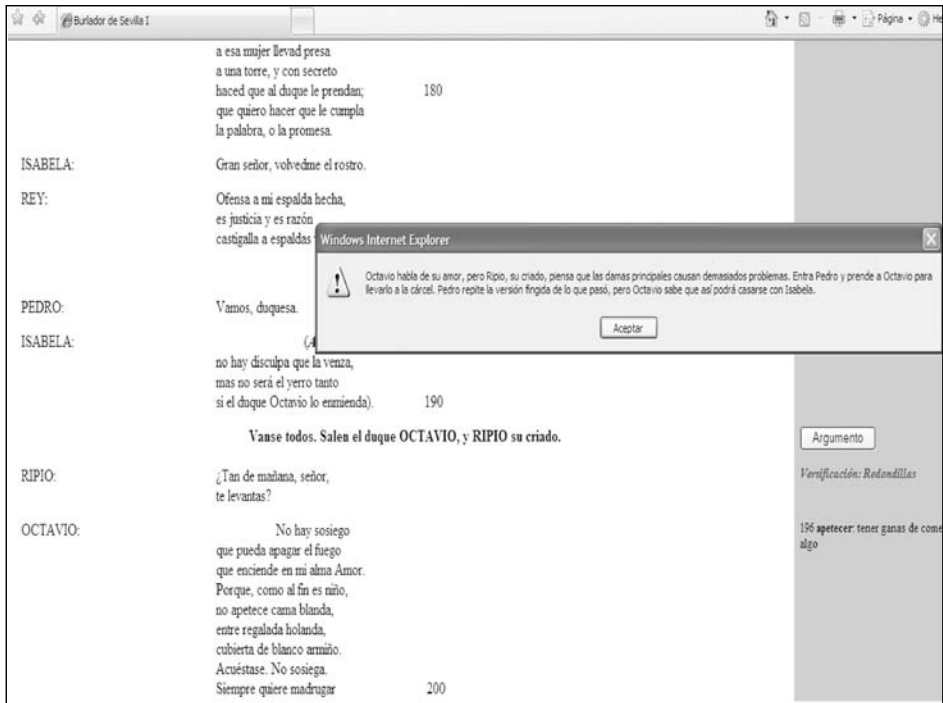 Burlador de Sevilla I
Página
a esa mujer llevad presa
a una torre, y con secreto
haced que al duque le prendan; 180
que quiero hacer que le cumpla
la palabra, o la promesa.
ISABELA: Gran señor, volvedme el rostro.
REY: Ofensa a mi espalda hecha,
es justicia y es razón
castigalla a espaldas
Windows Internet Explorer
Octavio habla de su amor, pero Ripio, su criado, piensa que las damas principales causan demasiados problemas. Entra Pedro y prende a Octavio para
llevarlo a la cárcel. Pedro repite la versión fingida de lo que pasó, pero Octavio sabe que así podrá casarse con Isabela.
Aceptar
PEDRO: Vamos, duquesa.
ISABELA: (A
no hay disculpa que la venza,
mas no será el yerro tanto
si el duque Octavio lo enmienda). 190
Vanse todos. Salen el duque OCTAVIO, y RIPIO su criado.
Argumento
RIPIO: ¿Tan de mañana, señor,
te levantas?
Versificación: Redondillas
OCTAVIO: No hay sosiego
que pueda apagar el fuego
que enciende en mi alma Amor.
Porque, como al fin es niño,
no apetece cama blanda,
entre regalada holanda,
cubierta de blanco armiño.
Acuéstase. No sosiega.
Siempre quiere madrugar 200
196 apetecer: tener ganas de come
algo